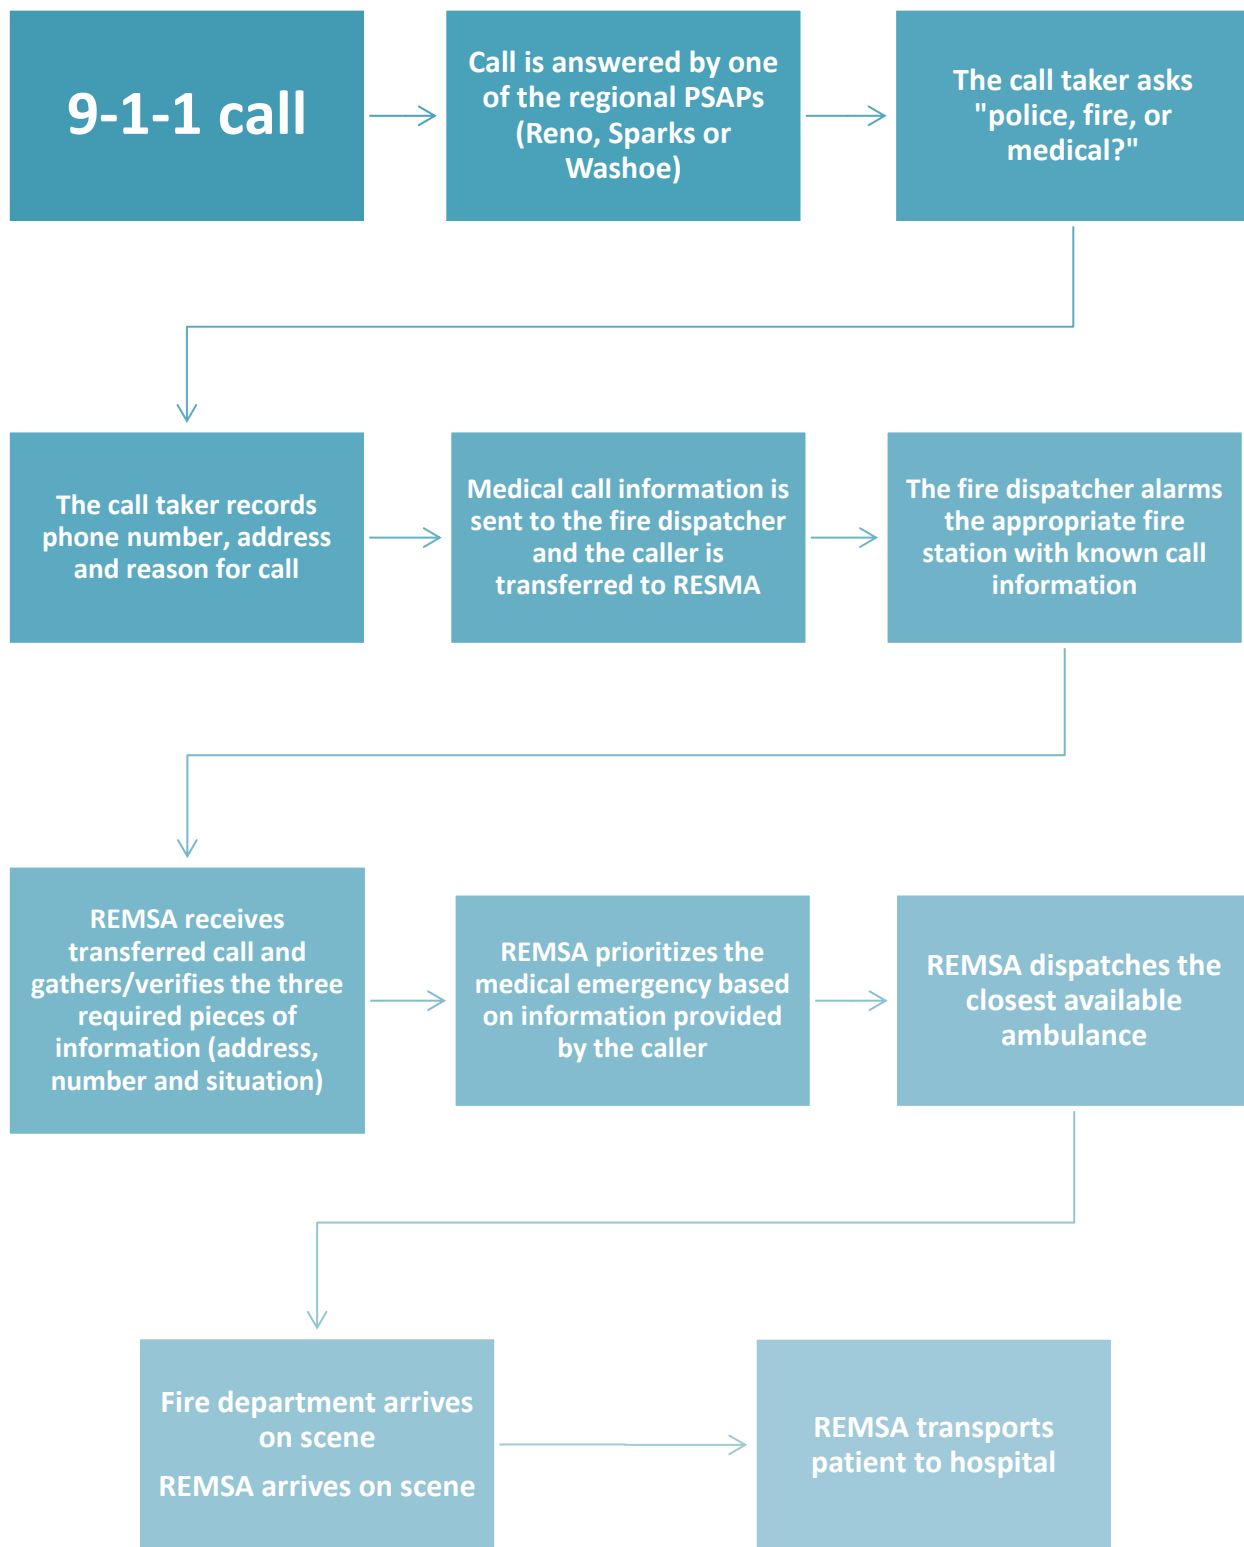 9-1-1 call
Call is answered by one
of the regional PSAPs
(Reno, Sparks or
Washoe)
The call taker asks
"police, fire, or
medical?"
The call taker records
phone number, address
and reason for call
Medical call information is
sent to the fire dispatcher
and the caller is
transferred to RESMA
The fire dispatcher alarms
the appropriate fire
station with known call
information
REMSA receives
transferred call and
gathers/verifies the three
required pieces of
information (address,
number and situation)
REMSA prioritizes the
medical emergency based
on information provided
by the caller
REMSA dispatches the
closest available
ambulance
Fire department arrives
on scene
REMSA arrives on scene
REMSA transports
patient to hospital